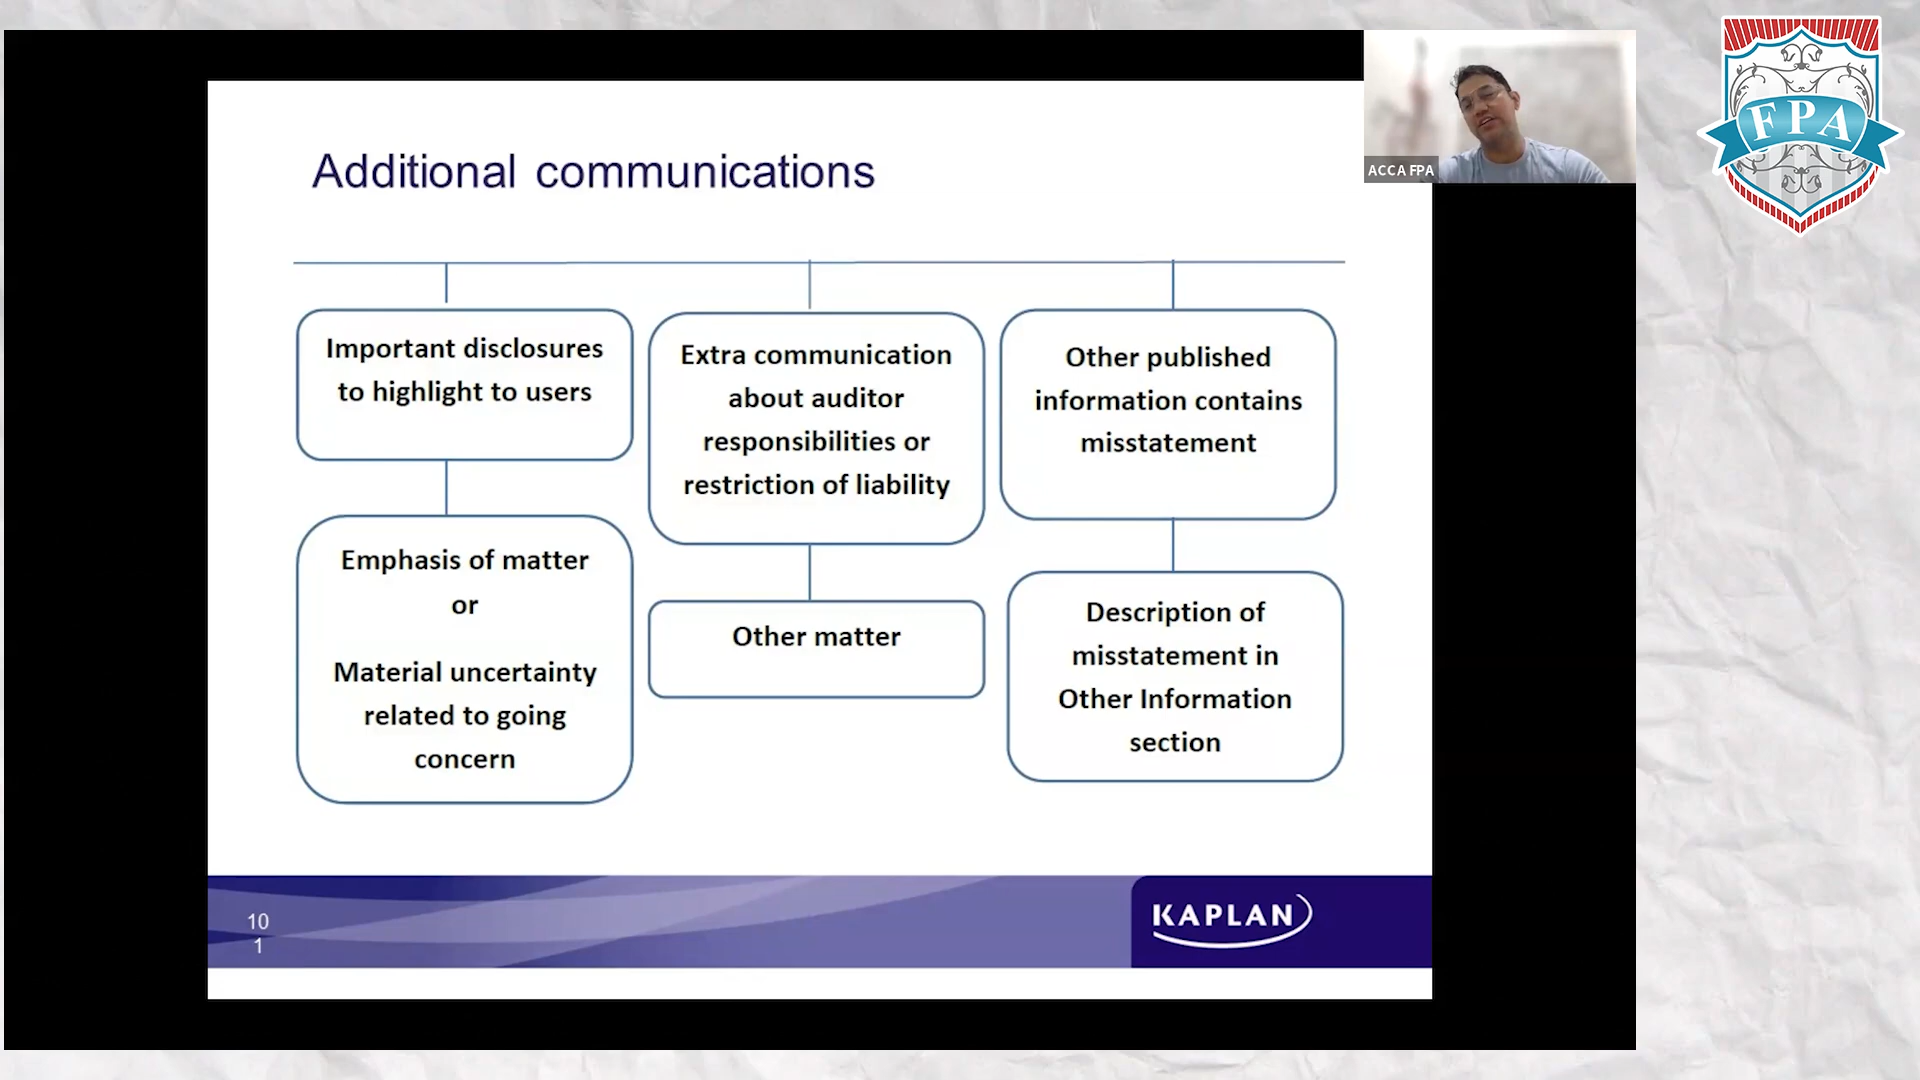 Additional communications
Important disclosures
to highlight to users
Emphasis of matter
or
Material uncertainty
related to going
concern
Extra communication
about auditor
responsibilities or
restriction of liability
Other matter
Other published
information contains
misstatement
Description of
misstatement in
Other Information
section
10
1
KAPLAN
ACCA FPA
FPA